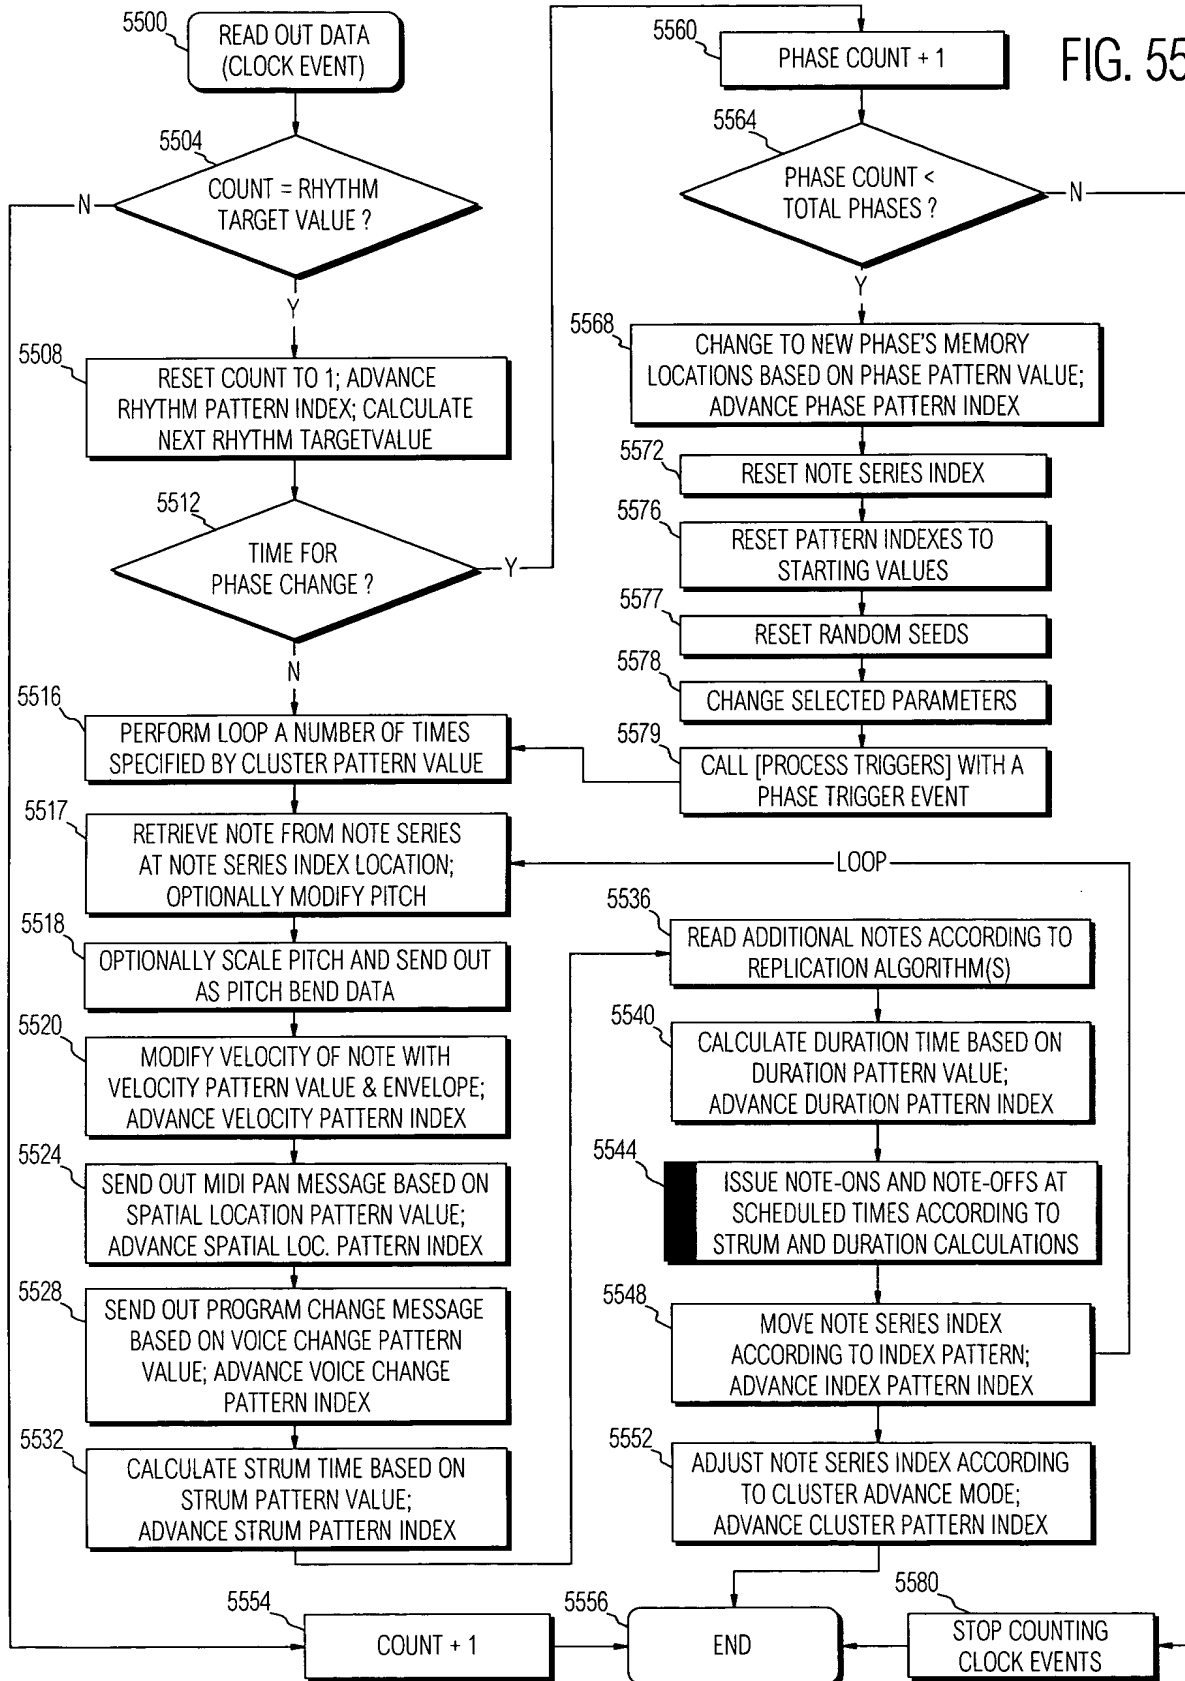 FIG. 55
5500
READ OUT DATA
(CLOCK EVENT)
5504
COUNT = RHYTHM
TARGET VALUE ?
N
Y
5508
RESET COUNT TO 1; ADVANCE
RHYTHM PATTERN INDEX; CALCULATE
NEXT RHYTHM TARGETVALUE
5512
TIME FOR
PHASE CHANGE ?
Y
N
5516
PERFORM LOOP A NUMBER OF TIMES
SPECIFIED BY CLUSTER PATTERN VALUE
5517
RETRIEVE NOTE FROM NOTE SERIES
AT NOTE SERIES INDEX LOCATION;
OPTIONALLY MODIFY PITCH
5518
OPTIONALLY SCALE PITCH AND SEND OUT
AS PITCH BEND DATA
5520
MODIFY VELOCITY OF NOTE WITH
VELOCITY PATTERN VALUE & ENVELOPE;
ADVANCE VELOCITY PATTERN INDEX
5524
SEND OUT MIDI PAN MESSAGE BASED ON
SPATIAL LOCATION PATTERN VALUE;
ADVANCE SPATIAL LOC. PATTERN INDEX
5528
SEND OUT PROGRAM CHANGE MESSAGE
BASED ON VOICE CHANGE PATTERN
VALUE; ADVANCE VOICE CHANGE
PATTERN INDEX
5532
CALCULATE STRUM TIME BASED ON
STRUM PATTERN VALUE;
ADVANCE STRUM PATTERN INDEX
5560
PHASE COUNT + 1
5564
PHASE COUNT <
TOTAL PHASES ?
N
Y
5568
CHANGE TO NEW PHASE'S MEMORY
LOCATIONS BASED ON PHASE PATTERN VALUE;
ADVANCE PHASE PATTERN INDEX
5572
RESET NOTE SERIES INDEX
5576
RESET PATTERN INDEXES TO
STARTING VALUES
5577
RESET RANDOM SEEDS
5578
CHANGE SELECTED PARAMETERS
5579
CALL [PROCESS TRIGGERS] WITH A
PHASE TRIGGER EVENT
LOOP
5536
READ ADDITIONAL NOTES ACCORDING TO
REPLICATION ALGORITHM(S)
5540
CALCULATE DURATION TIME BASED ON
DURATION PATTERN VALUE;
ADVANCE DURATION PATTERN INDEX
5544
ISSUE NOTE-ONS AND NOTE-OFFS AT
SCHEDULED TIMES ACCORDING TO
STRUM AND DURATION CALCULATIONS
5548
MOVE NOTE SERIES INDEX
ACCORDING TO INDEX PATTERN;
ADVANCE INDEX PATTERN INDEX
5552
ADJUST NOTE SERIES INDEX ACCORDING
TO CLUSTER ADVANCE MODE;
ADVANCE CLUSTER PATTERN INDEX
5554
COUNT + 1
5556
END
5580
STOP COUNTING
CLOCK EVENTS